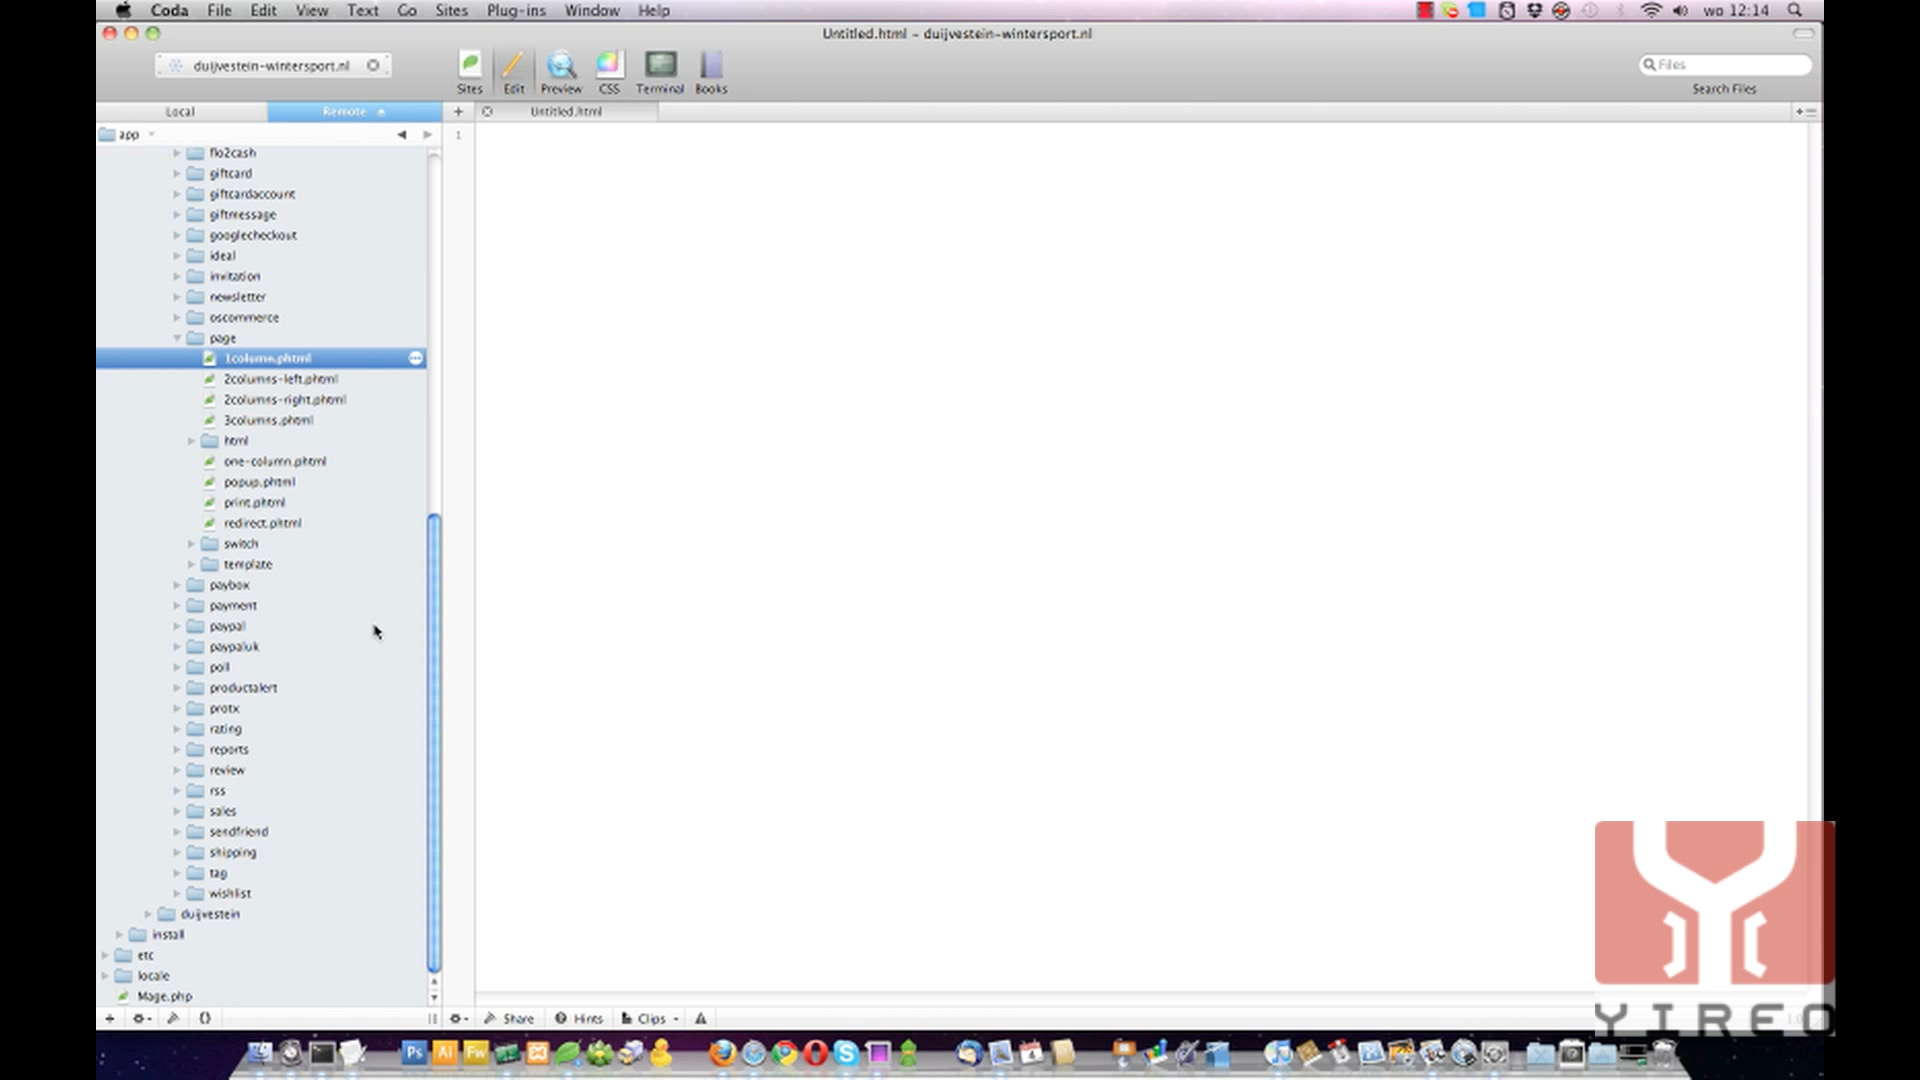 Coda File Edit View Text Go Sites Plug-ins Window Help wo 12:14
Untitled.html – duijvestein-wintersport.nl
duijvestein-wintersport.nl
Files
Sites Edit Preview CSS Terminal Books Search Files
Local Remote Untitled.html
app 1
flo2cash
giftcard
giftcardaccount
giftmessage
googlecheckout
ideal
invitation
newsletter
oscommerce
page
1column.phtml
2columns-left.phtml
2columns-right.phtml
3columns.phtml
html
one-column.phtml
popup.phtml
print.phtml
redirect.phtml
switch
template
paybox
payment
paypal
paypaluk
poll
productalert
protx
rating
reports
review
rss
sales
sendfriend
shipping
tag
wishlist
duijvestein
install
etc
locale
Mage.php
Share Hints Clips
YIREO
Ps Ai Fw